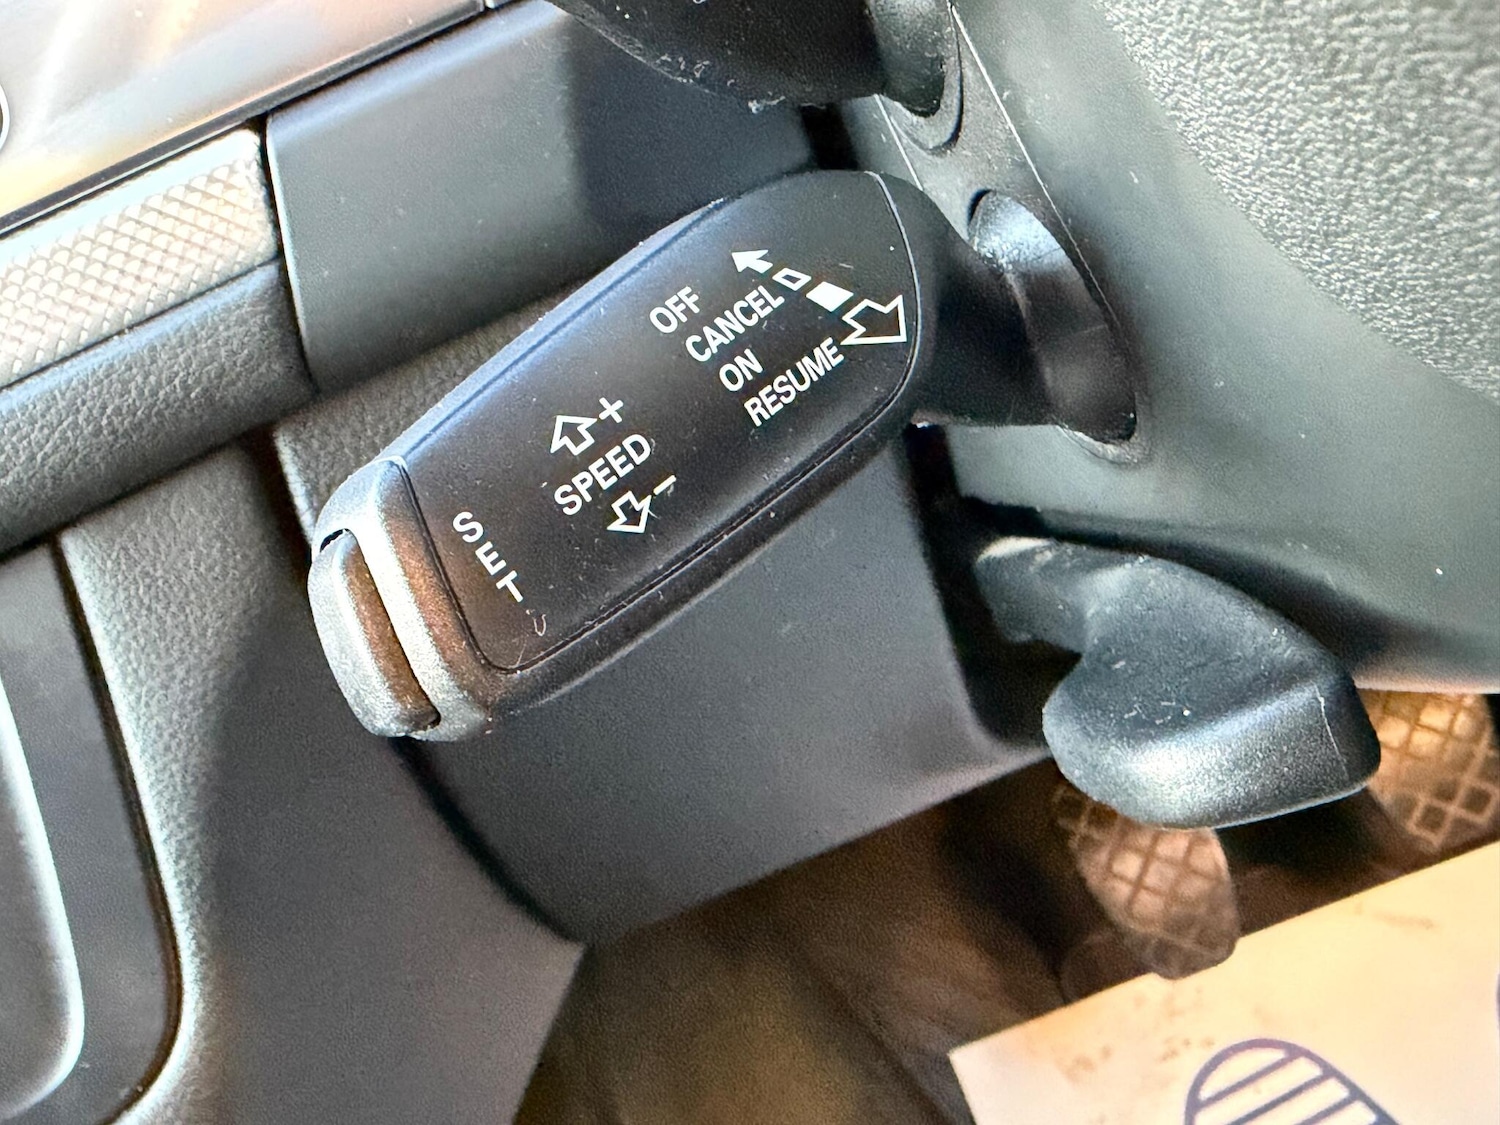 OFF
CANCEL
ON
RESUME
+
SPEED
-
SET